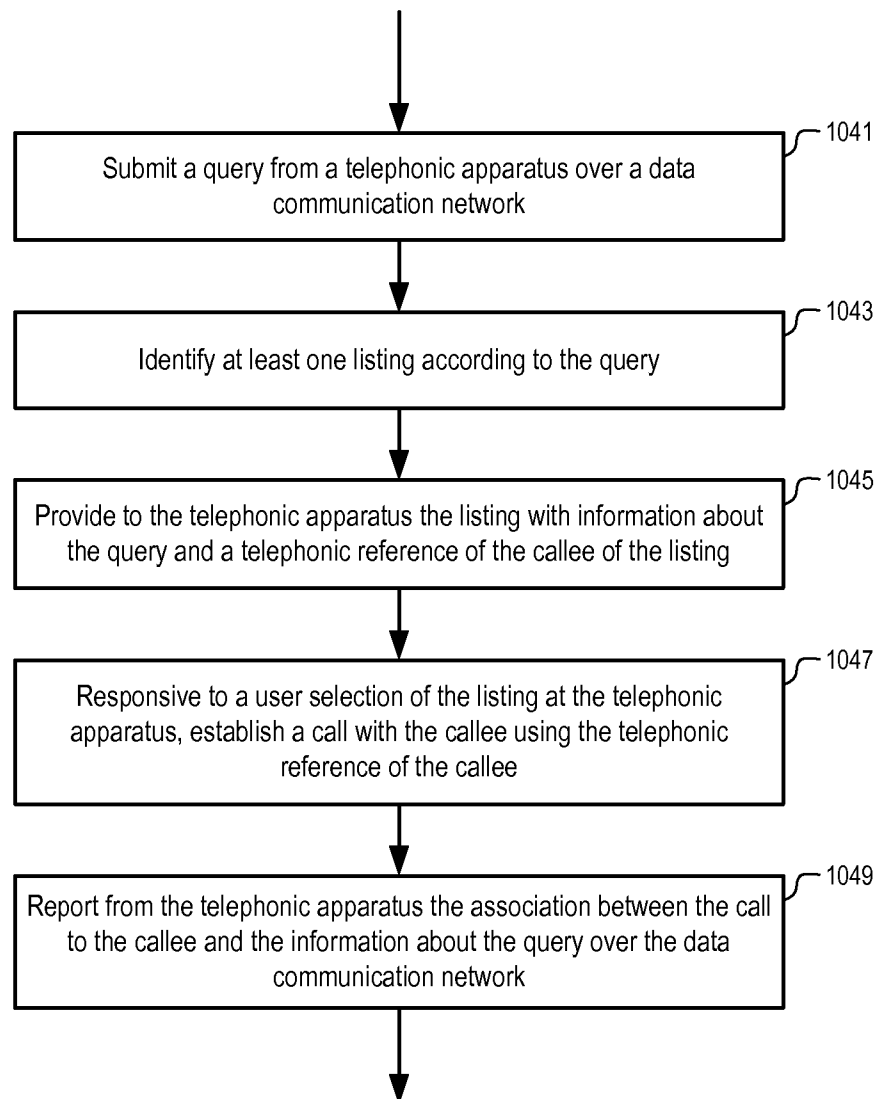 1041
Submit a query from a telephonic apparatus over a data
communication network
1043
Identify at least one listing according to the query
1045
Provide to the telephonic apparatus the listing with information about
the query and a telephonic reference of the callee of the listing
1047
Responsive to a user selection of the listing at the telephonic
apparatus, establish a call with the callee using the telephonic
reference of the callee
1049
Report from the telephonic apparatus the association between the call
to the callee and the information about the query over the data
communication network